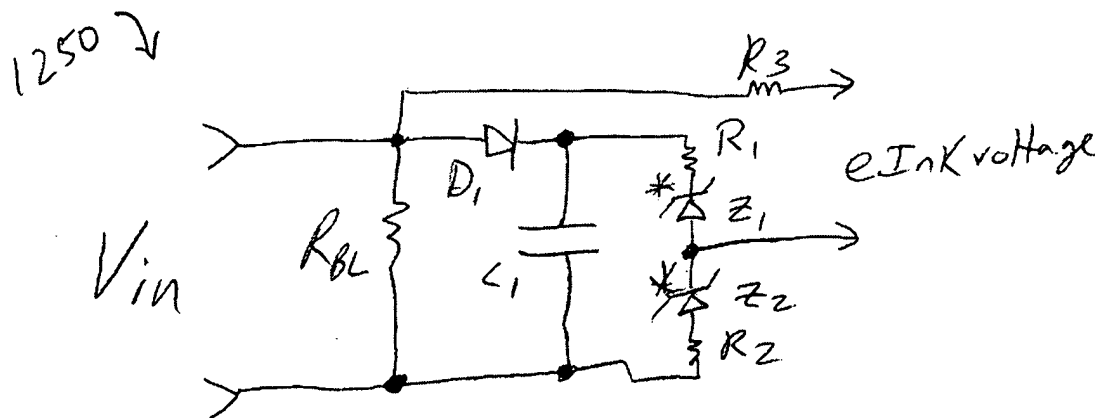 1250
R3
D1
R1
*
Z1
eInk voltage
Vin
RBL
C1
*
Z2
R2